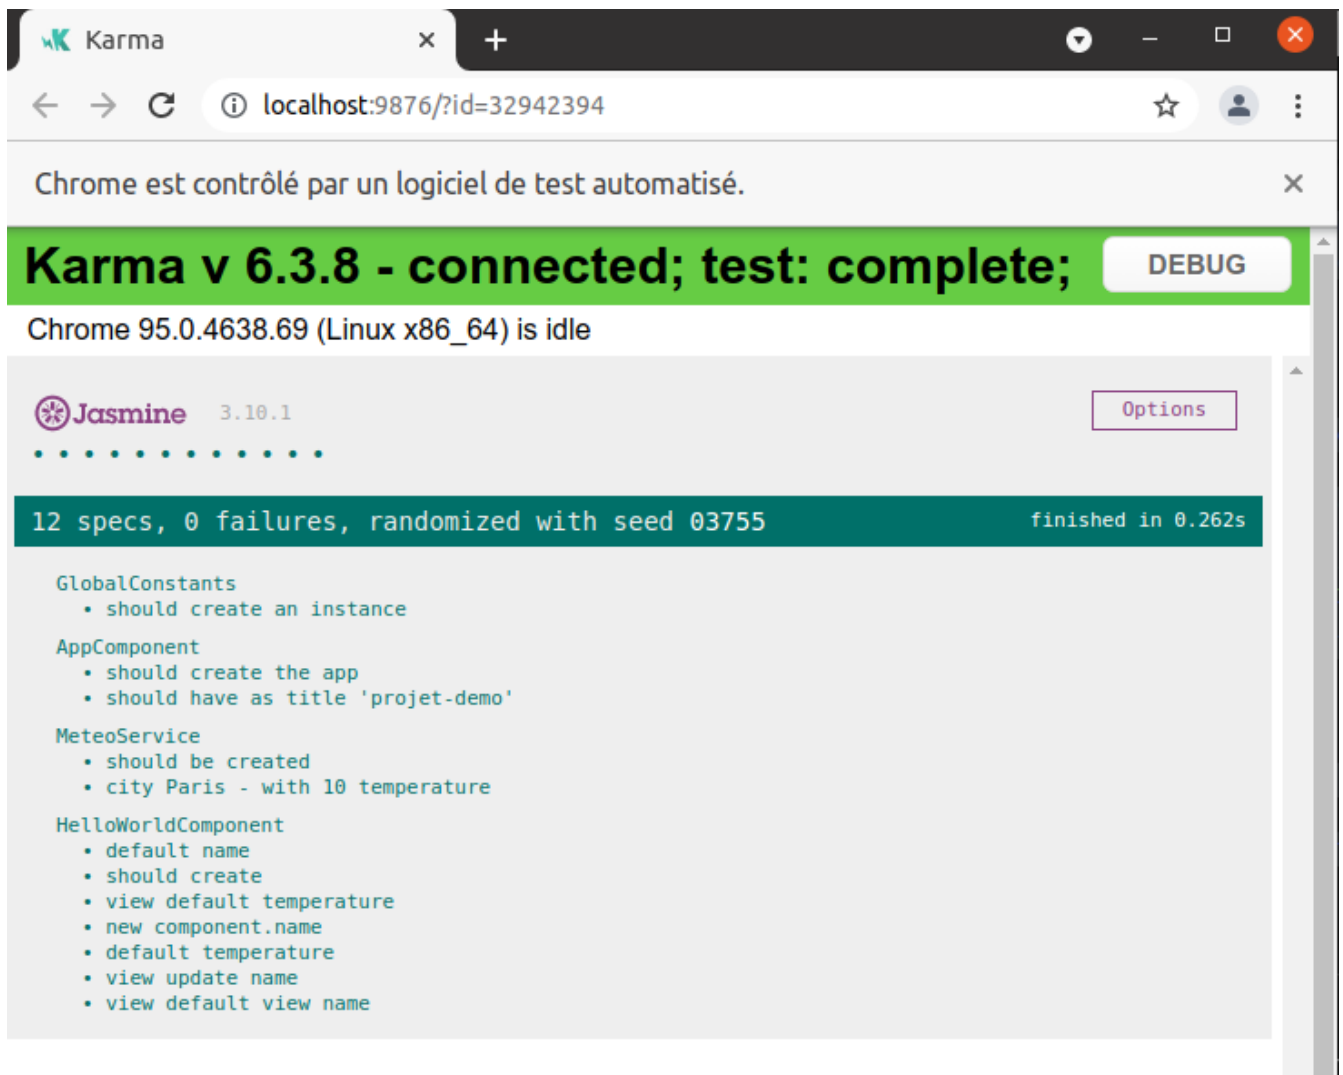 Karma
localhost:9876/?id=32942394
Chrome est contrôlé par un logiciel de test automatisé.
Karma v 6.3.8 - connected; test: complete;
DEBUG
Chrome 95.0.4638.69 (Linux x86_64) is idle
Jasmine 3.10.1
Options
12 specs, 0 failures, randomized with seed 03755
finished in 0.262s
GlobalConstants
• should create an instance
AppComponent
• should create the app
• should have as title 'projet-demo'
MeteoService
• should be created
• city Paris - with 10 temperature
HelloWorldComponent
• default name
• should create
• view default temperature
• new component.name
• default temperature
• view update name
• view default view name